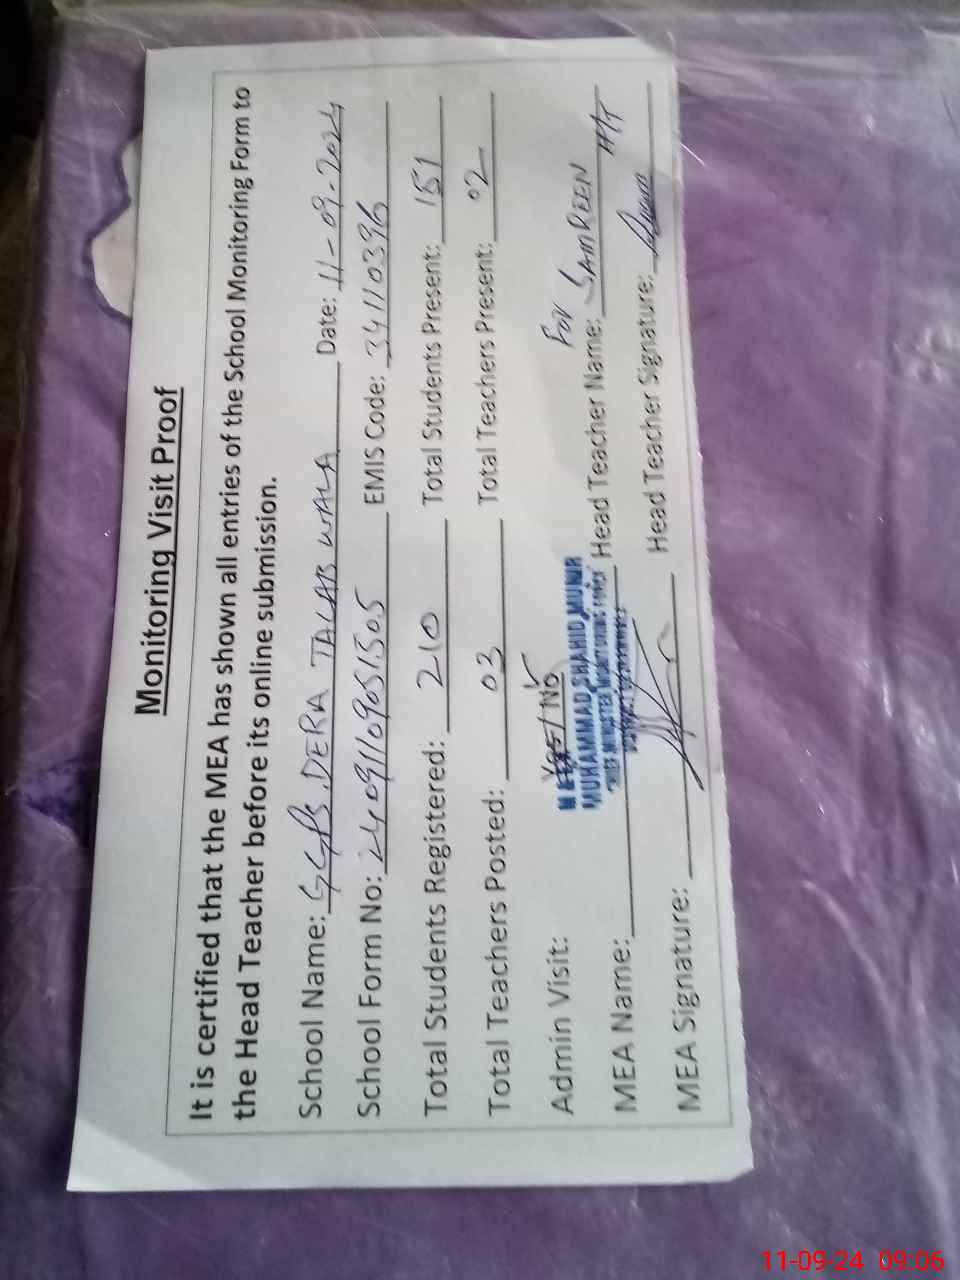 Monitoring Visit Proof
It is certified that the MEA has shown all entries of the School Monitoring Form to
the Head Teacher before its online submission.
School Name: GGPS. DERA TALAB WALA Date: 11-09-2024
School Form No: 24091109051505 EMIS Code: 34110396
Total Students Registered: 210 Total Students Present: 151
Total Teachers Posted: 03 Total Teachers Present: 02
Admin Visit: Yes / No
For
MUHAMMAD SHAHID MUNIR
MEA Name: Head Teacher Name: SAMREEN
MEA Signature: Head Teacher Signature:
11-09-24 09:06